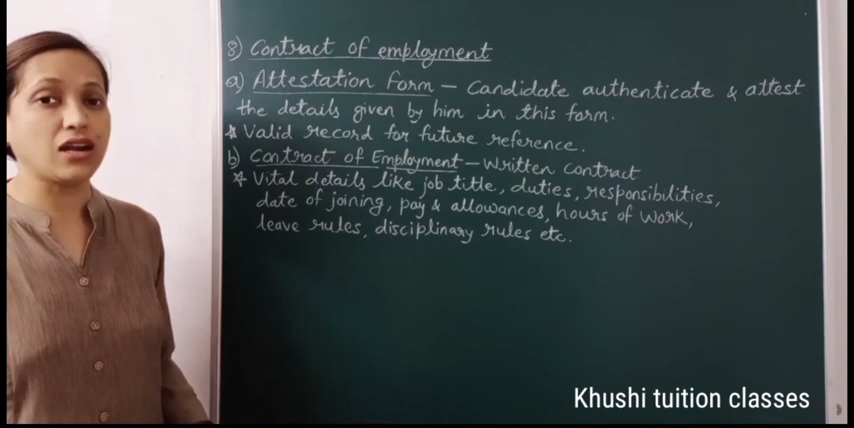 8) Contract of employment
a) Attestation form - Candidate authenticate & attest
the details given by him in this form.
* Valid record for future reference.
b) Contract of Employment - Written contract
* Vital details like job title, duties, responsibilities,
date of joining, pay & allowances, hours of work,
leave rules, disciplinary rules etc.
Khushi tuition classes